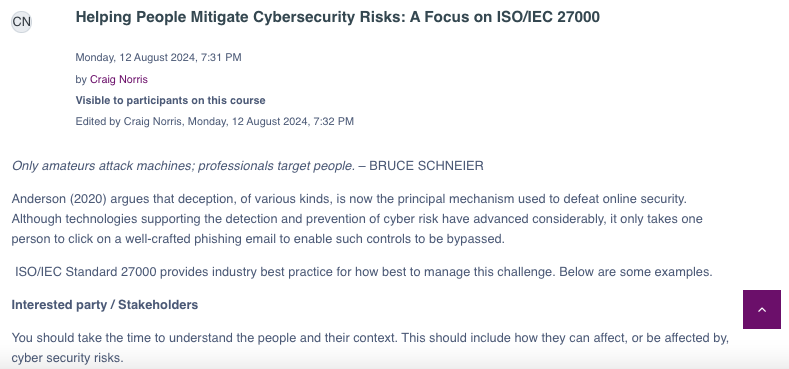 CN
Helping People Mitigate Cybersecurity Risks: A Focus on ISO/IEC 27000
Monday, 12 August 2024, 7:31 PM
by Craig Norris
Visible to participants on this course
Edited by Craig Norris, Monday, 12 August 2024, 7:32 PM
Only amateurs attack machines; professionals target people. – BRUCE SCHNEIER
Anderson (2020) argues that deception, of various kinds, is now the principal mechanism used to defeat online security.
Although technologies supporting the detection and prevention of cyber risk have advanced considerably, it only takes one
person to click on a well-crafted phishing email to enable such controls to be bypassed.
ISO/IEC Standard 27000 provides industry best practice for how best to manage this challenge. Below are some examples.
Interested party / Stakeholders
You should take the time to understand the people and their context. This should include how they can affect, or be affected by,
cyber security risks.